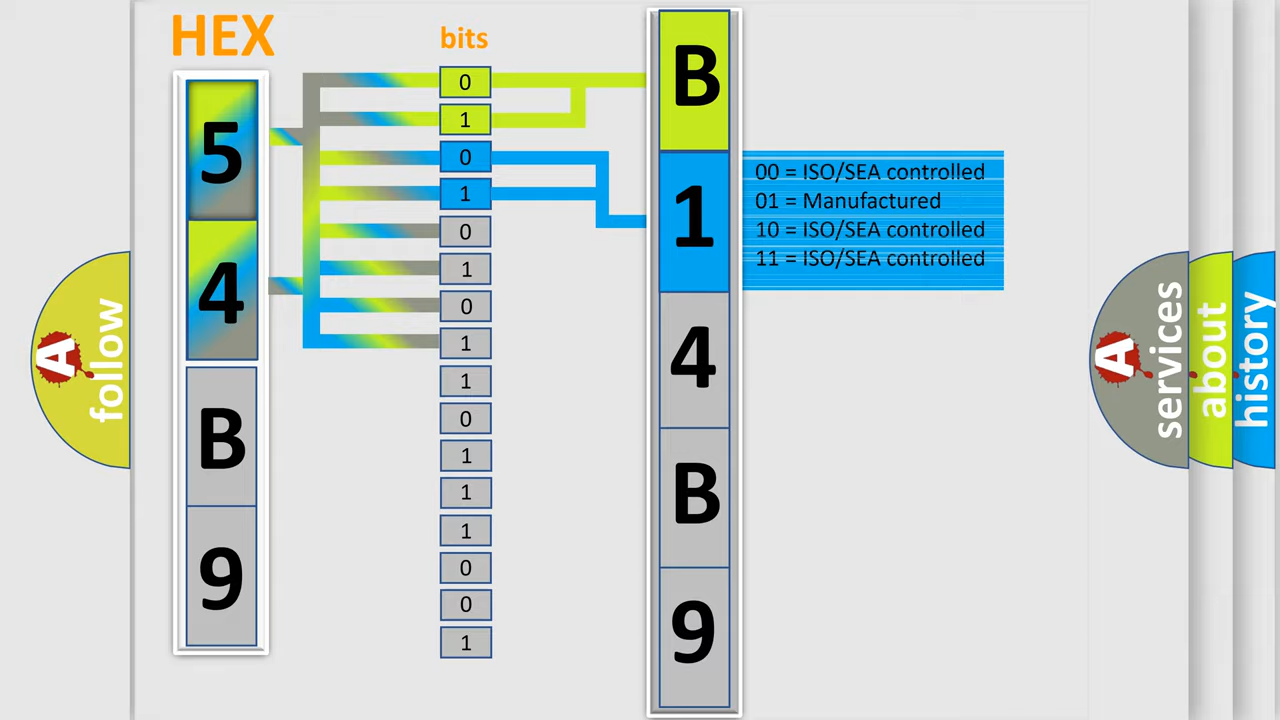 HEX
bits
5
4
B
9
0
1
0
1
0
1
0
1
1
0
1
1
1
0
0
1
B
1
4
B
9
00 = ISO/SEA controlled
01 = Manufactured
10 = ISO/SEA controlled
11 = ISO/SEA controlled
A follow
A services
about
history